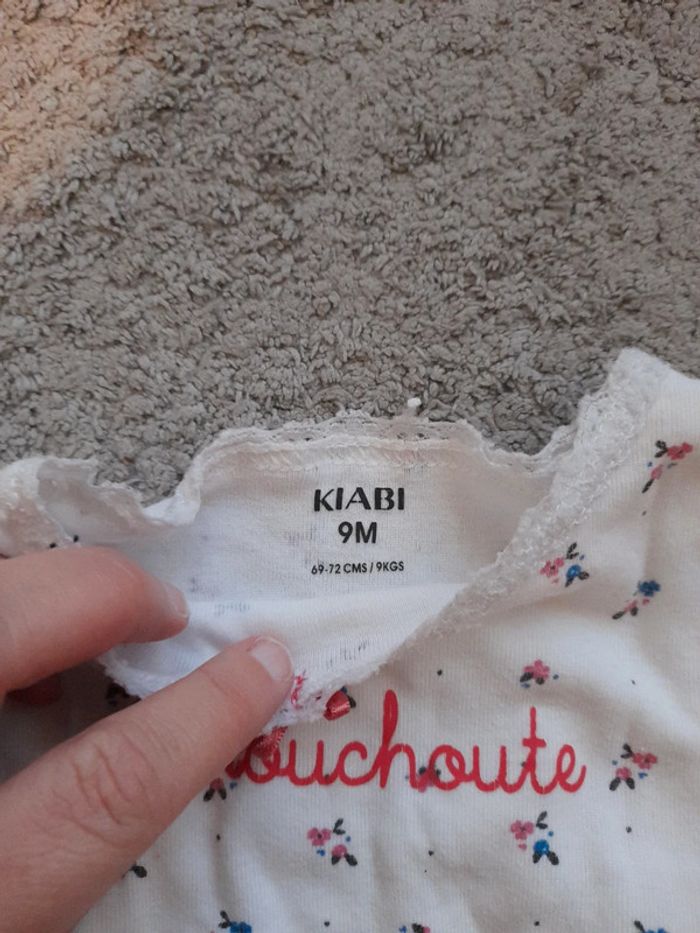 KIABI
9M
69-72 CMS / 9KGS
ouchoute